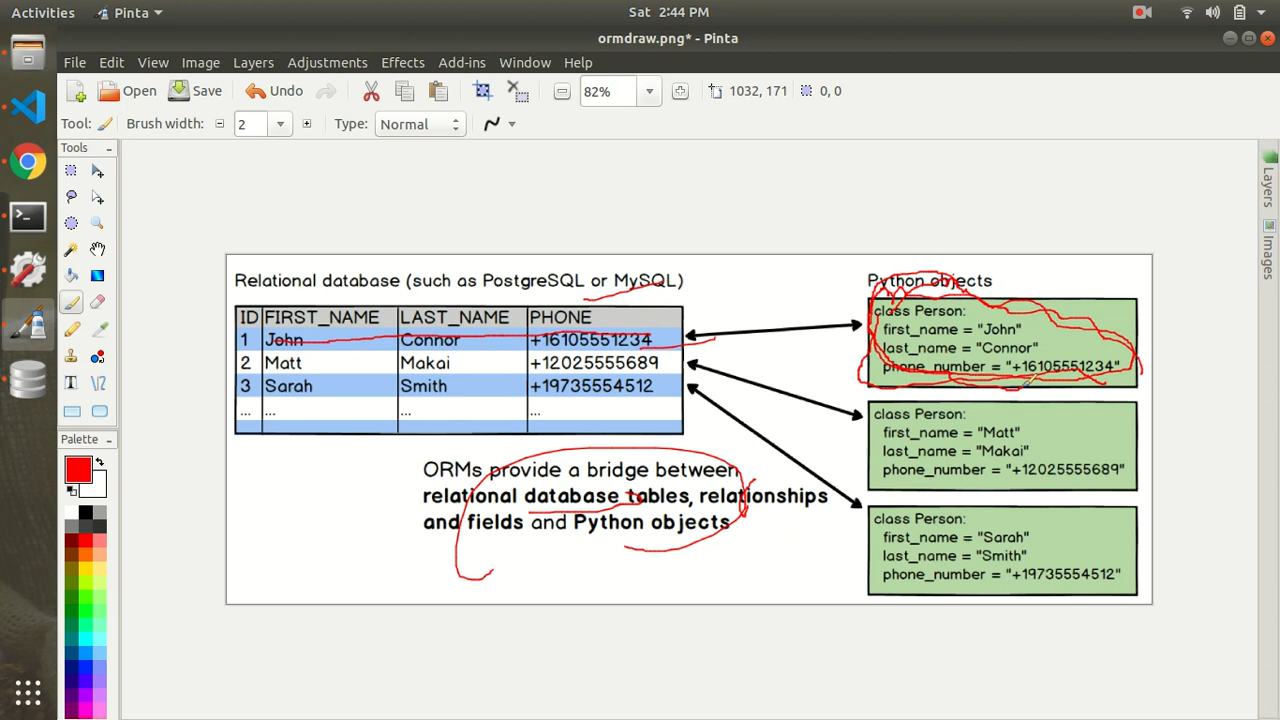 Activities Pinta Sat 2:44 PM
ormdraw.png* - Pinta
File Edit View Image Layers Adjustments Effects Add-ins Window Help
Open Save Undo 82% 1032, 171 0, 0
Tool: Brush width: 2 Type: Normal
Tools
T
Palette
Layers
Images
Relational database (such as PostgreSQL or MySQL)
ID FIRST_NAME LAST_NAME PHONE
1 John Connor +16105551234
2 Matt Makai +12025555689
3 Sarah Smith +19735554512
... ... ... ...
ORMs provide a bridge between
relational database tables, relationships
and fields and Python objects
Python objects
class Person:
first_name = "John"
last_name = "Connor"
phone_number = "+16105551234"
class Person:
first_name = "Matt"
last_name = "Makai"
phone_number = "+12025555689"
class Person:
first_name = "Sarah"
last_name = "Smith"
phone_number = "+19735554512"